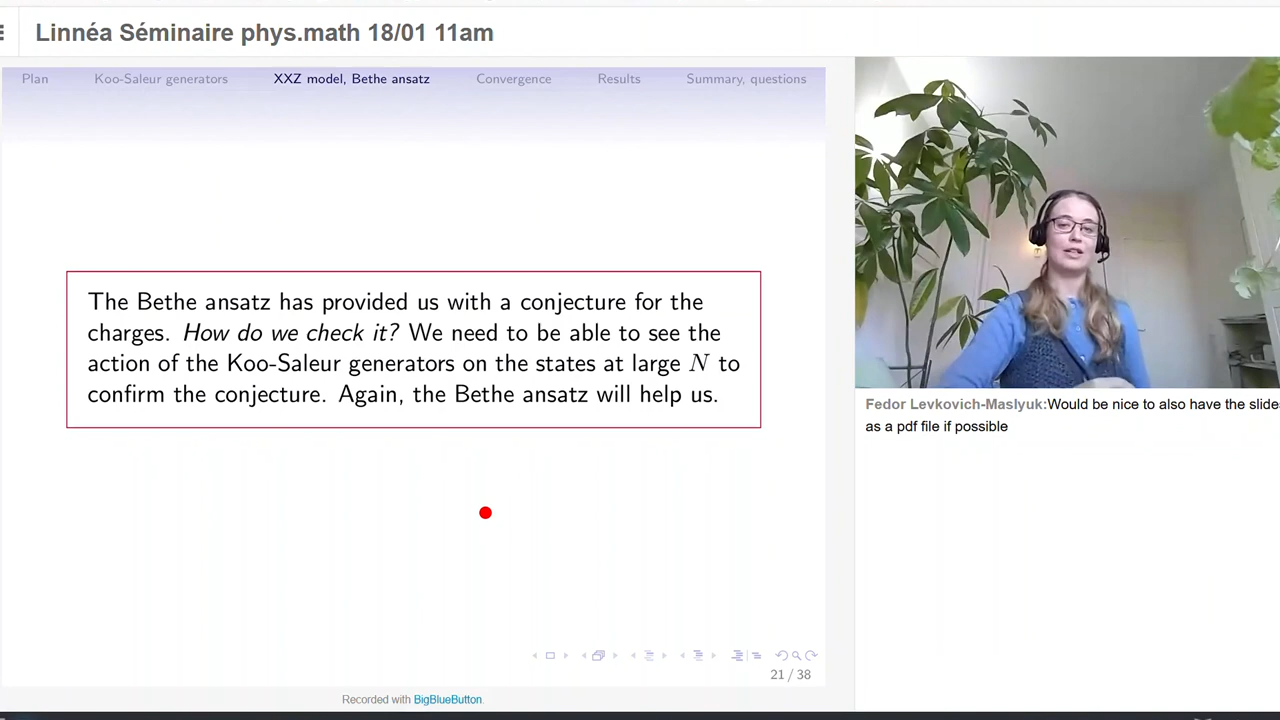 Linnéa Séminaire phys.math 18/01 11am
Plan Koo-Saleur generators XXZ model, Bethe ansatz Convergence Results Summary, questions
The Bethe ansatz has provided us with a conjecture for the
charges. How do we check it? We need to be able to see the
action of the Koo-Saleur generators on the states at large N to
confirm the conjecture. Again, the Bethe ansatz will help us.
21 / 38
Recorded with BigBlueButton.
Fedor Levkovich-Maslyuk:Would be nice to also have the slide
as a pdf file if possible